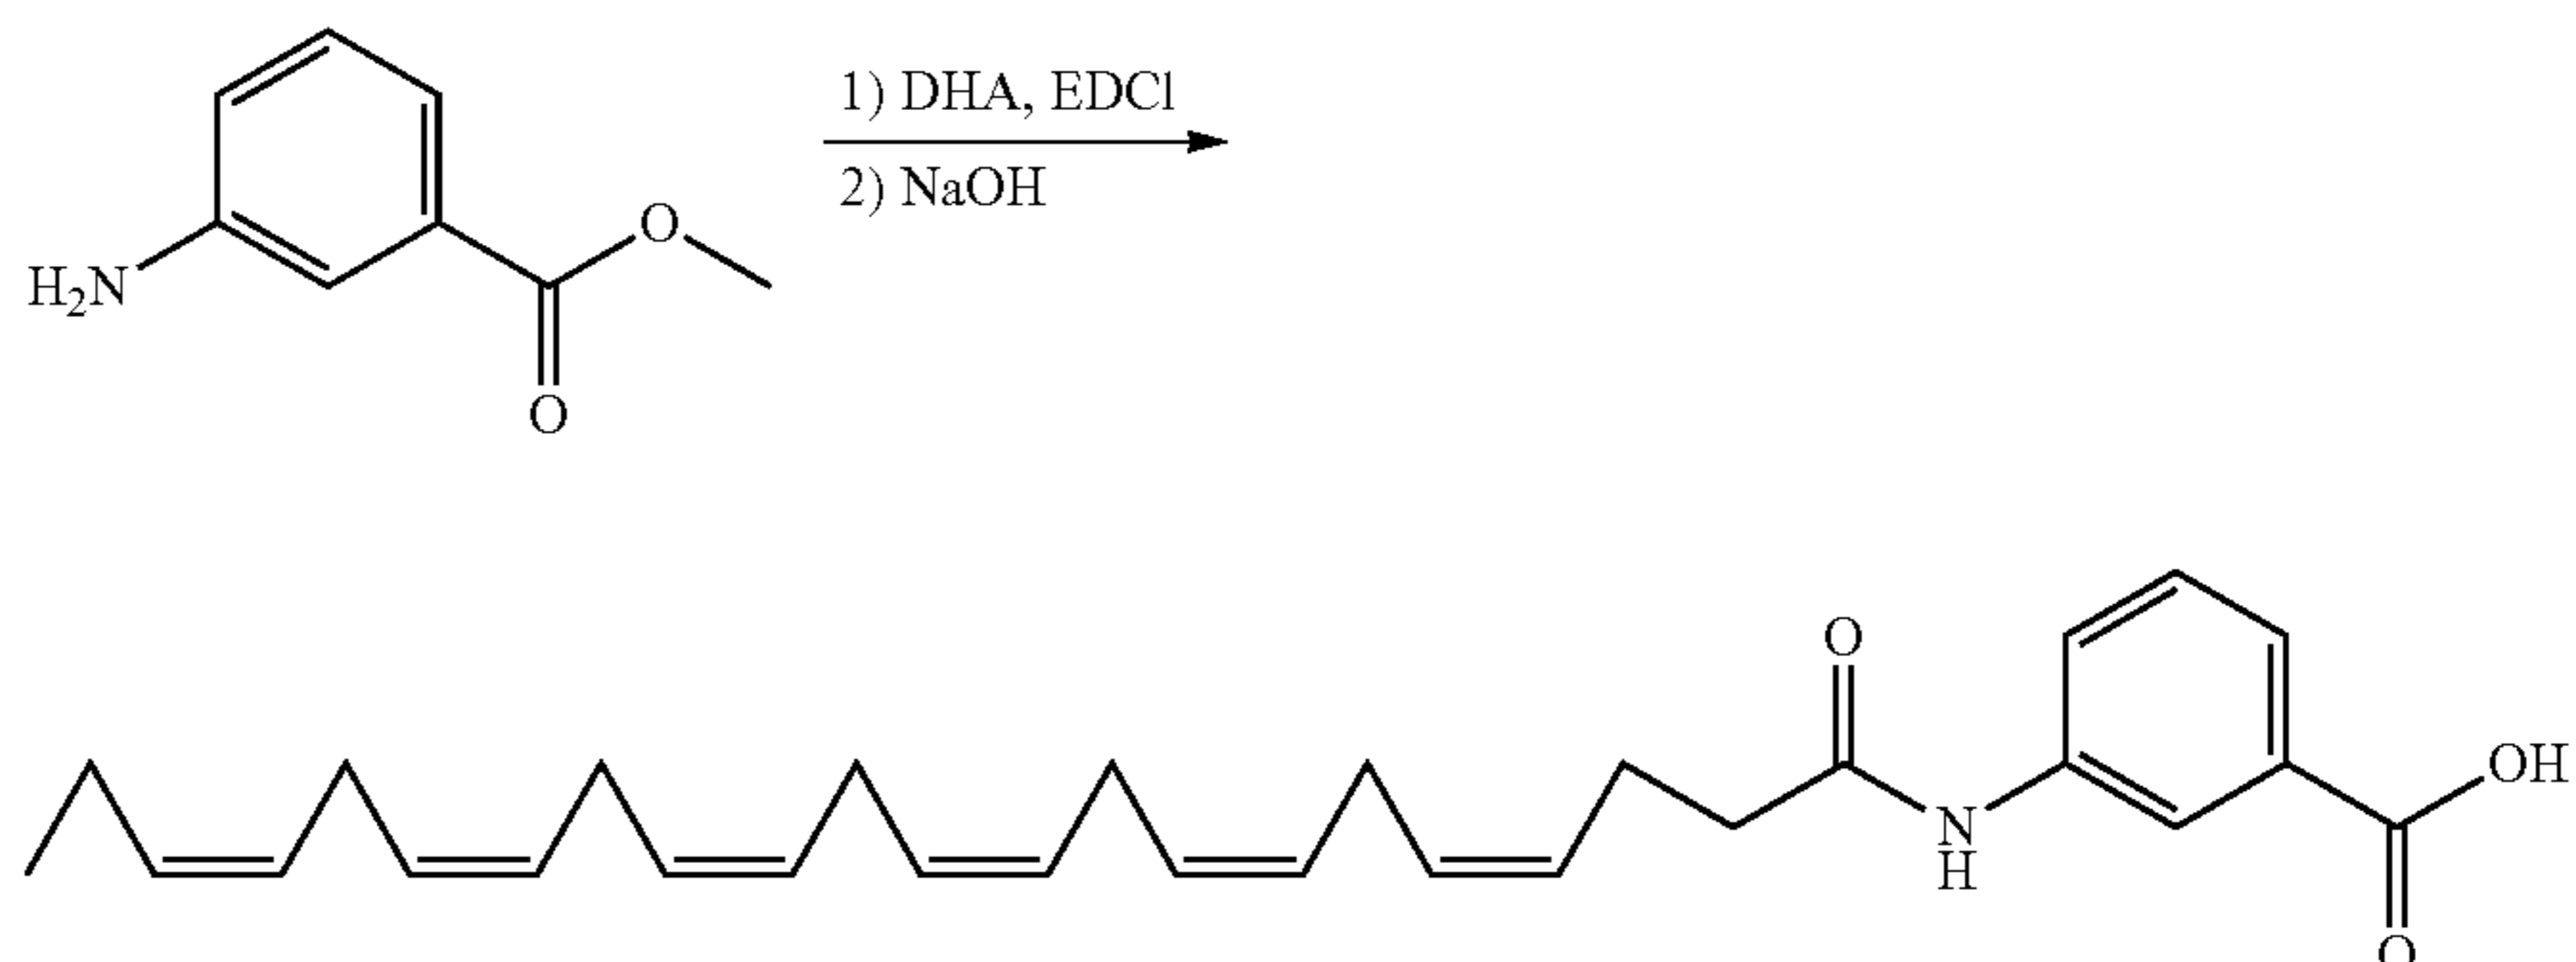 1) DHA, EDCl
2) NaOH
H2N
O
O
O
N
H
OH
O